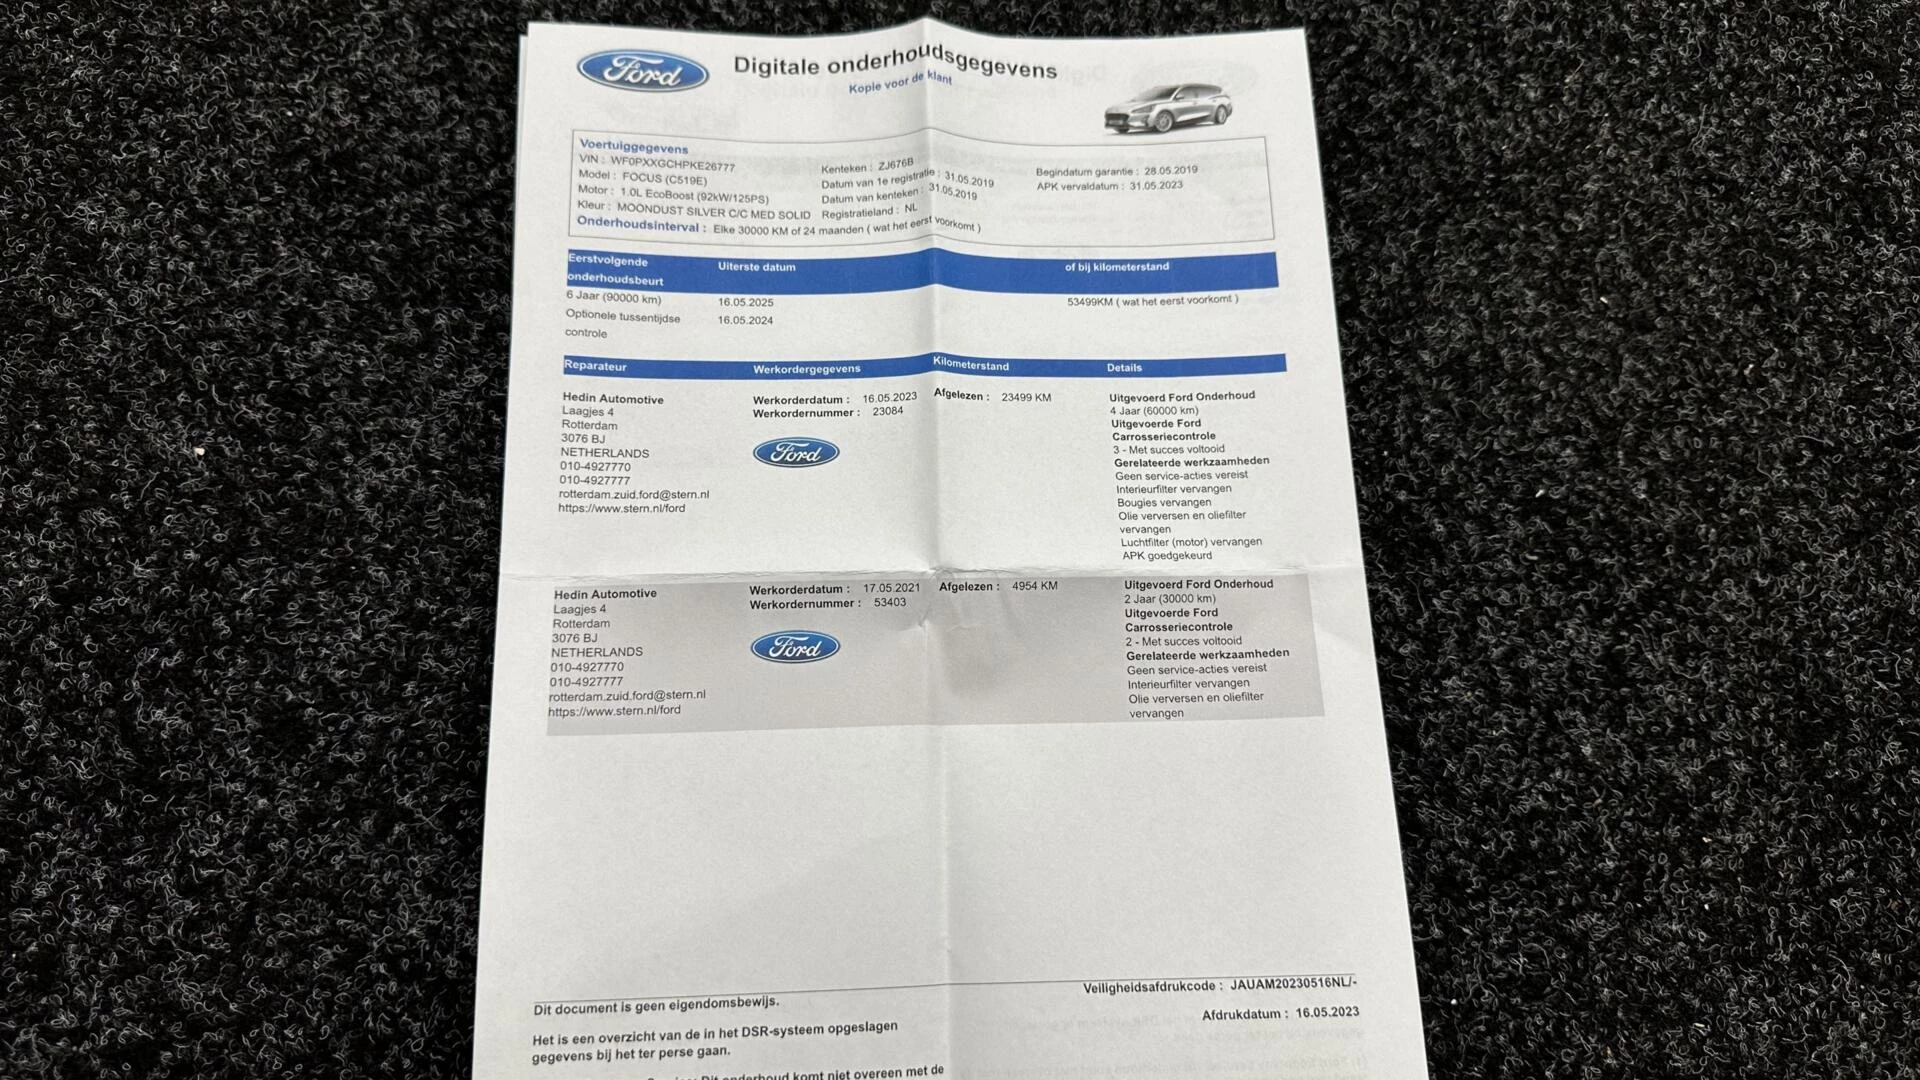 Ford
Digitale onderhoudsgegevens
Kopie voor de klant
Voertuiggegevens
VIN : WF0PXXGCHPKE26777
Model : FOCUS (C519E)
Motor : 1.0L EcoBoost (92kW/125PS)
Kleur : MOONDUST SILVER C/C MED SOLID
Kenteken : ZJ676B
Datum van 1e registratie : 31.05.2019
Datum van kenteken : 31.05.2019
Registratieland : NL
Begindatum garantie : 28.05.2019
APK vervaldatum : 31.05.2023
Onderhoudsinterval : Elke 30000 KM of 24 maanden ( wat het eerst voorkomt )
Eerstvolgende onderhoudsbeurt Uiterste datum of bij kilometerstand
6 Jaar (90000 km) 16.05.2025 53499KM ( wat het eerst voorkomt )
Optionele tussentijdse controle 16.05.2024
Reparateur Werkordergegevens Kilometerstand Details
Hedin Automotive
Laagjes 4
Rotterdam
3076 BJ
NETHERLANDS
010-4927770
010-4927777
rotterdam.zuid.ford@stern.nl
https://www.stern.nl/ford
Werkorderdatum : 16.05.2023
Werkordernummer : 23084
Ford
Afgelezen : 23499 KM
Uitgevoerd Ford Onderhoud
4 Jaar (60000 km)
Uitgevoerde Ford
Carrosseriecontrole
3 - Met succes voltooid
Gerelateerde werkzaamheden
Geen service-acties vereist
Interieurfilter vervangen
Bougies vervangen
Olie verversen en oliefilter
vervangen
Luchtfilter (motor) vervangen
APK goedgekeurd
Hedin Automotive
Laagjes 4
Rotterdam
3076 BJ
NETHERLANDS
010-4927770
010-4927777
rotterdam.zuid.ford@stern.nl
https://www.stern.nl/ford
Werkorderdatum : 17.05.2021
Werkordernummer : 53403
Ford
Afgelezen : 4954 KM
Uitgevoerd Ford Onderhoud
2 Jaar (30000 km)
Uitgevoerde Ford
Carrosseriecontrole
2 - Met succes voltooid
Gerelateerde werkzaamheden
Geen service-acties vereist
Interieurfilter vervangen
Olie verversen en oliefilter
vervangen
Dit document is geen eigendomsbewijs.
Het is een overzicht van de in het DSR-systeem opgeslagen
gegevens bij het ter perse gaan.
Dit onderhoud komt niet overeen met de
Veiligheidsafdrukcode : JAUAM20230516NL/-
Afdrukdatum : 16.05.2023